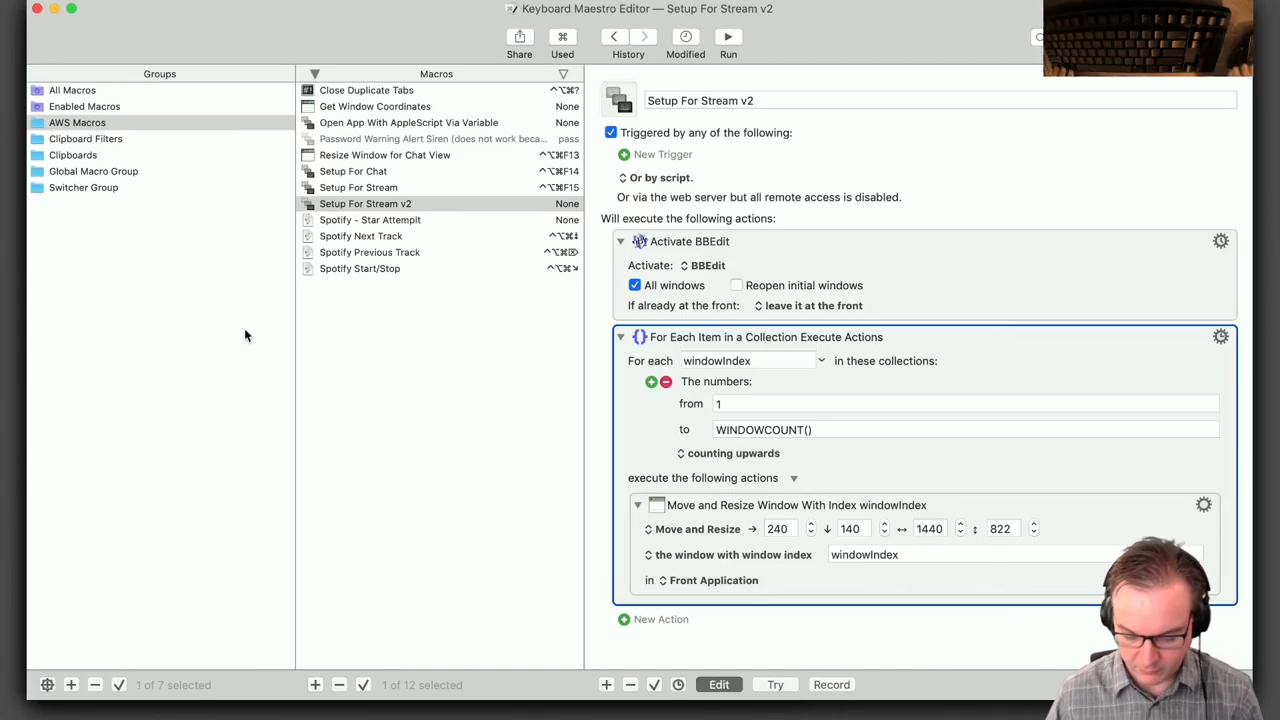 Keyboard Maestro Editor — Setup For Stream v2
Share
Used
History
Modified
Run
Groups
All Macros
Enabled Macros
AWS Macros
Clipboard Filters
Clipboards
Global Macro Group
Switcher Group
Macros
Close Duplicate Tabs ^⌥⌘?
Get Window Coordinates None
Open App With AppleScript Via Variable None
Password Warning Alert Siren (does not work beca... pass
Resize Window for Chat View ^⌥⌘F13
Setup For Chat ^⌥⌘F14
Setup For Stream ^⌥⌘F15
Setup For Stream v2 None
Spotify - Star Attempt None
Spotify Next Track ^⌥⌘⇟
Spotify Previous Track ^⌥⌘⌦
Spotify Start/Stop ^⌥⌘↘
Setup For Stream v2
Triggered by any of the following:
New Trigger
Or by script.
Or via the web server but all remote access is disabled.
Will execute the following actions:
Activate BBEdit
Activate: BBEdit
All windows Reopen initial windows
If already at the front: leave it at the front
For Each Item in a Collection Execute Actions
For each windowIndex in these collections:
The numbers:
from 1
to WINDOWCOUNT()
counting upwards
execute the following actions
Move and Resize Window With Index windowIndex
Move and Resize → 240 ↓ 140 ↔ 1440 ↕ 822
the window with window index windowIndex
in Front Application
New Action
1 of 7 selected
1 of 12 selected
Edit
Try
Record